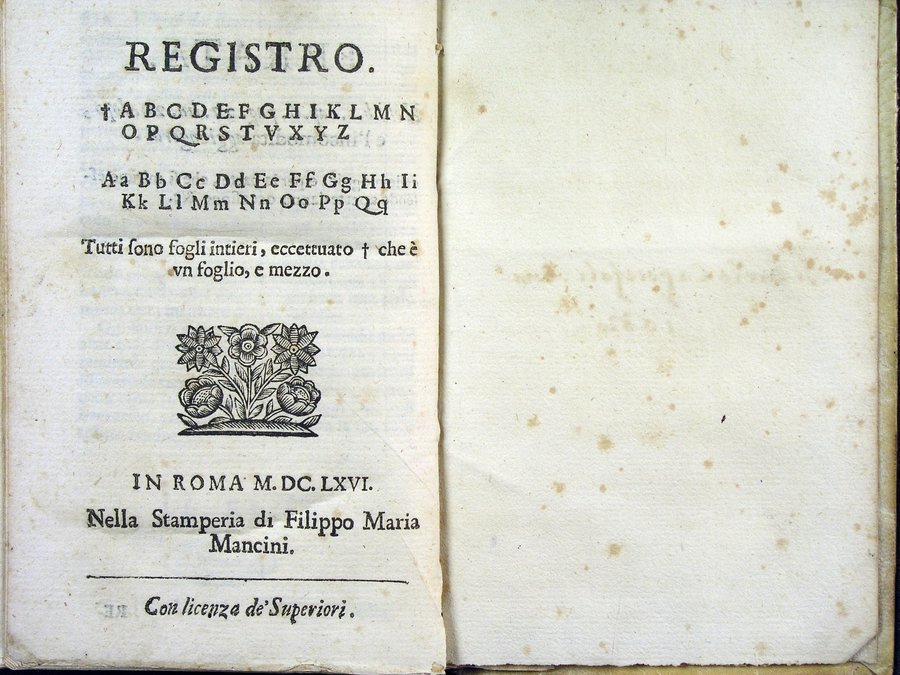 REGISTRO.
† A B C D E F G H I K L M N
O P Q R S T V X Y Z
Aa Bb Cc Dd Ee Ff Gg Hh Ii
Kk Ll Mm Nn Oo Pp Qq
Tutti ſono fogli intieri, eccettuato † che è
vn foglio, e mezzo.
IN ROMA M. DC. LXVI.
Nella Stamperia di Filippo Maria
Mancini.
Con licenza de' Superiori.